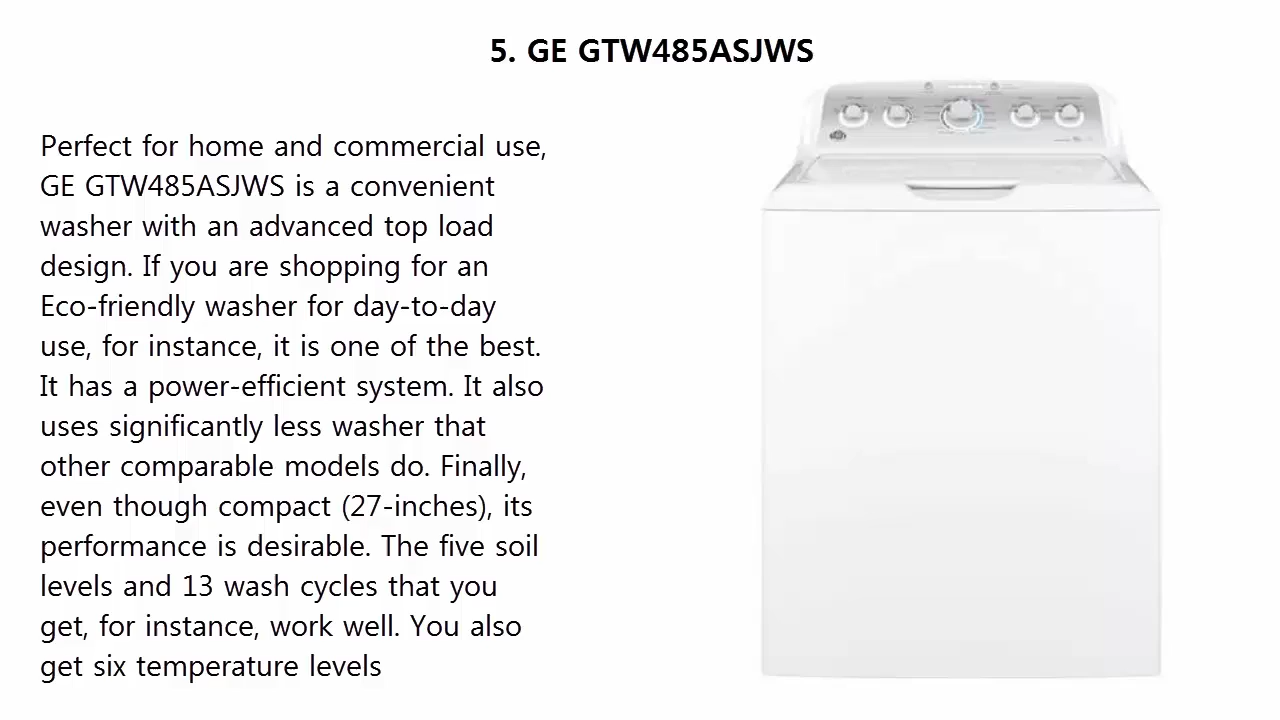 5. GE GTW485ASJWS
Perfect for home and commercial use,
GE GTW485ASJWS is a convenient
washer with an advanced top load
design. If you are shopping for an
Eco-friendly washer for day-to-day
use, for instance, it is one of the best.
It has a power-efficient system. It also
uses significantly less washer that
other comparable models do. Finally,
even though compact (27-inches), its
performance is desirable. The five soil
levels and 13 wash cycles that you
get, for instance, work well. You also
get six temperature levels